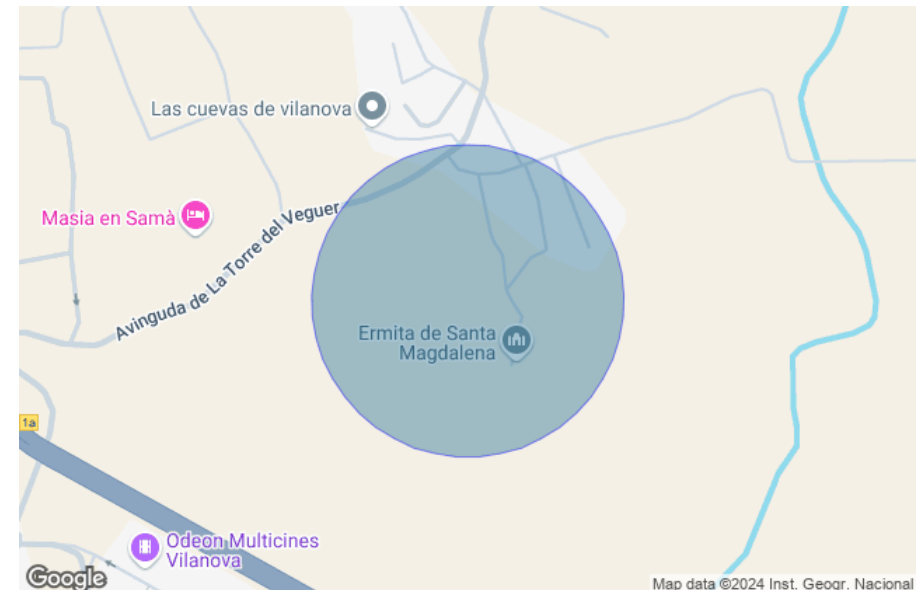 Las cuevas de vilanova
Masia en Samà
Avinguda de La Torre del Veguer
Ermita de Santa
Magdalena
1a
Odeon Multicines
Vilanova
Google
Map data ©2024 Inst. Geogr. Nacional